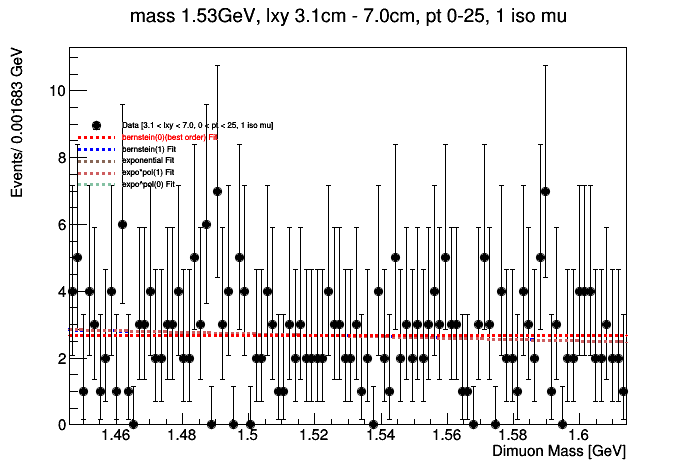 mass 1.53GeV, lxy 3.1cm - 7.0cm, pt 0-25, 1 iso mu
Events/ 0.001683 GeV
10
8
6
4
2
0
Data [3.1 < lxy < 7.0, 0 < pt < 25, 1 iso mu]
bernstein(0)(best order) Fit
bernstein(1) Fit
exponential Fit
expo*pol(1) Fit
expo*pol(0) Fit
1.46 1.48 1.5 1.52 1.54 1.56 1.58 1.6
Dimuon Mass [GeV]